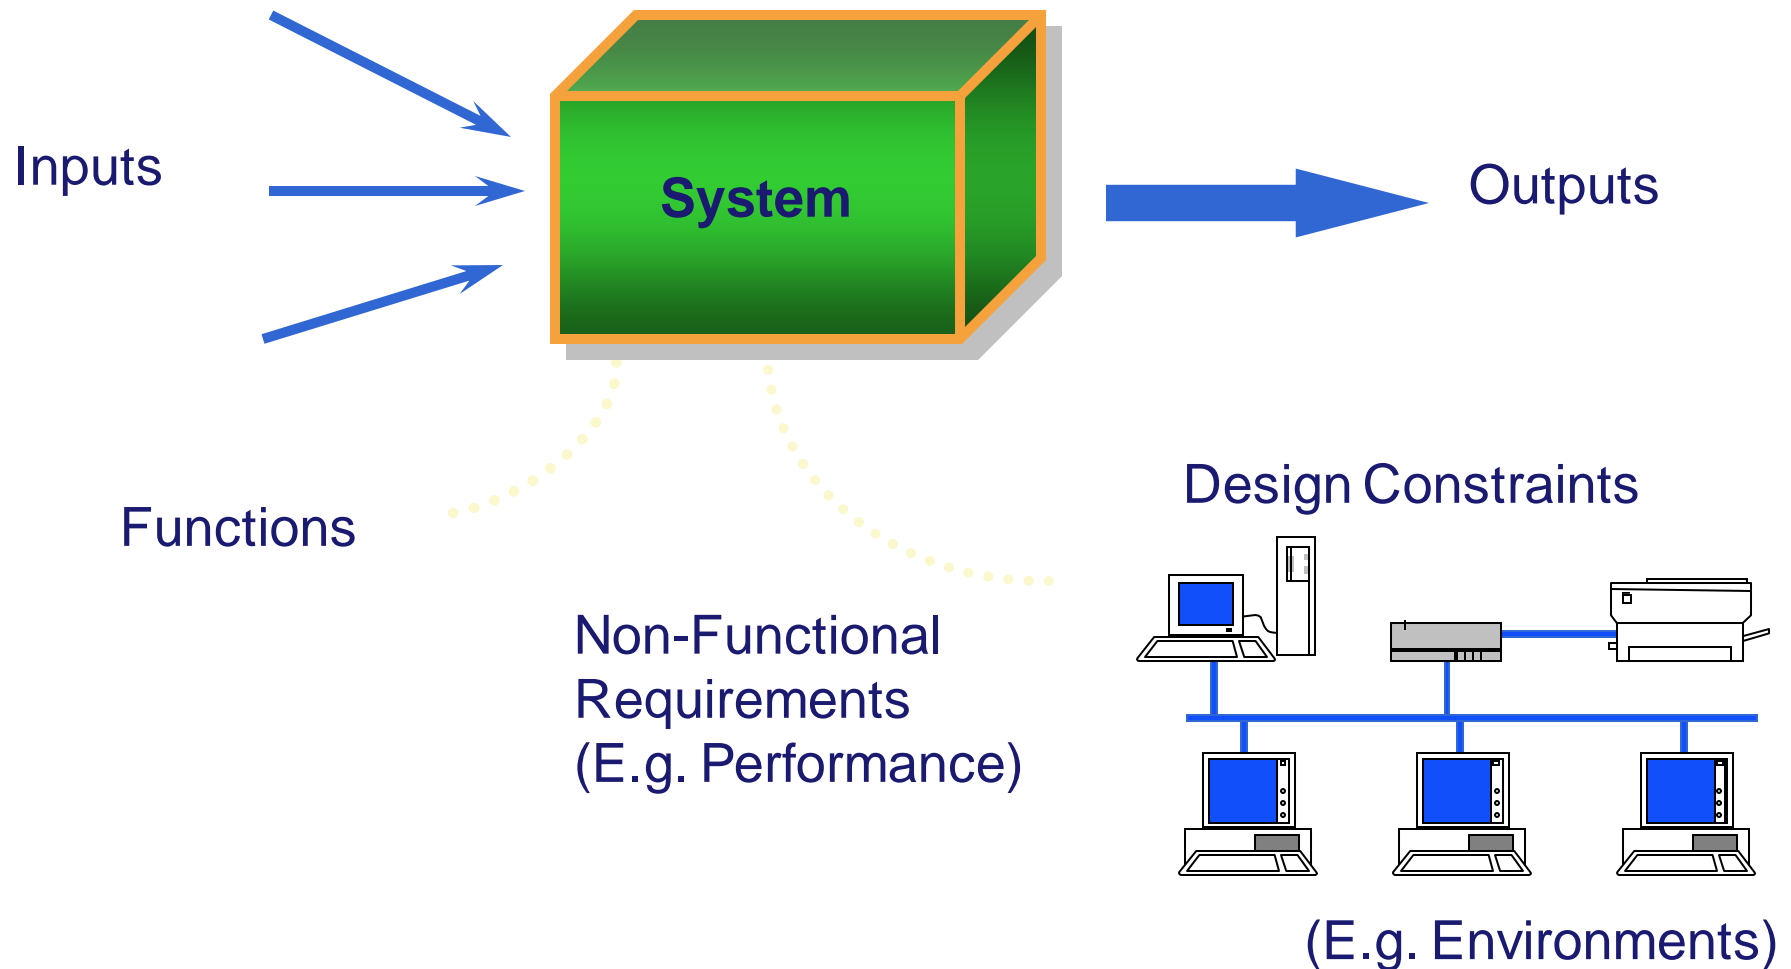 Inputs
System
Outputs
Functions
Non-Functional
Requirements
(E.g. Performance)
Design Constraints
(E.g. Environments)